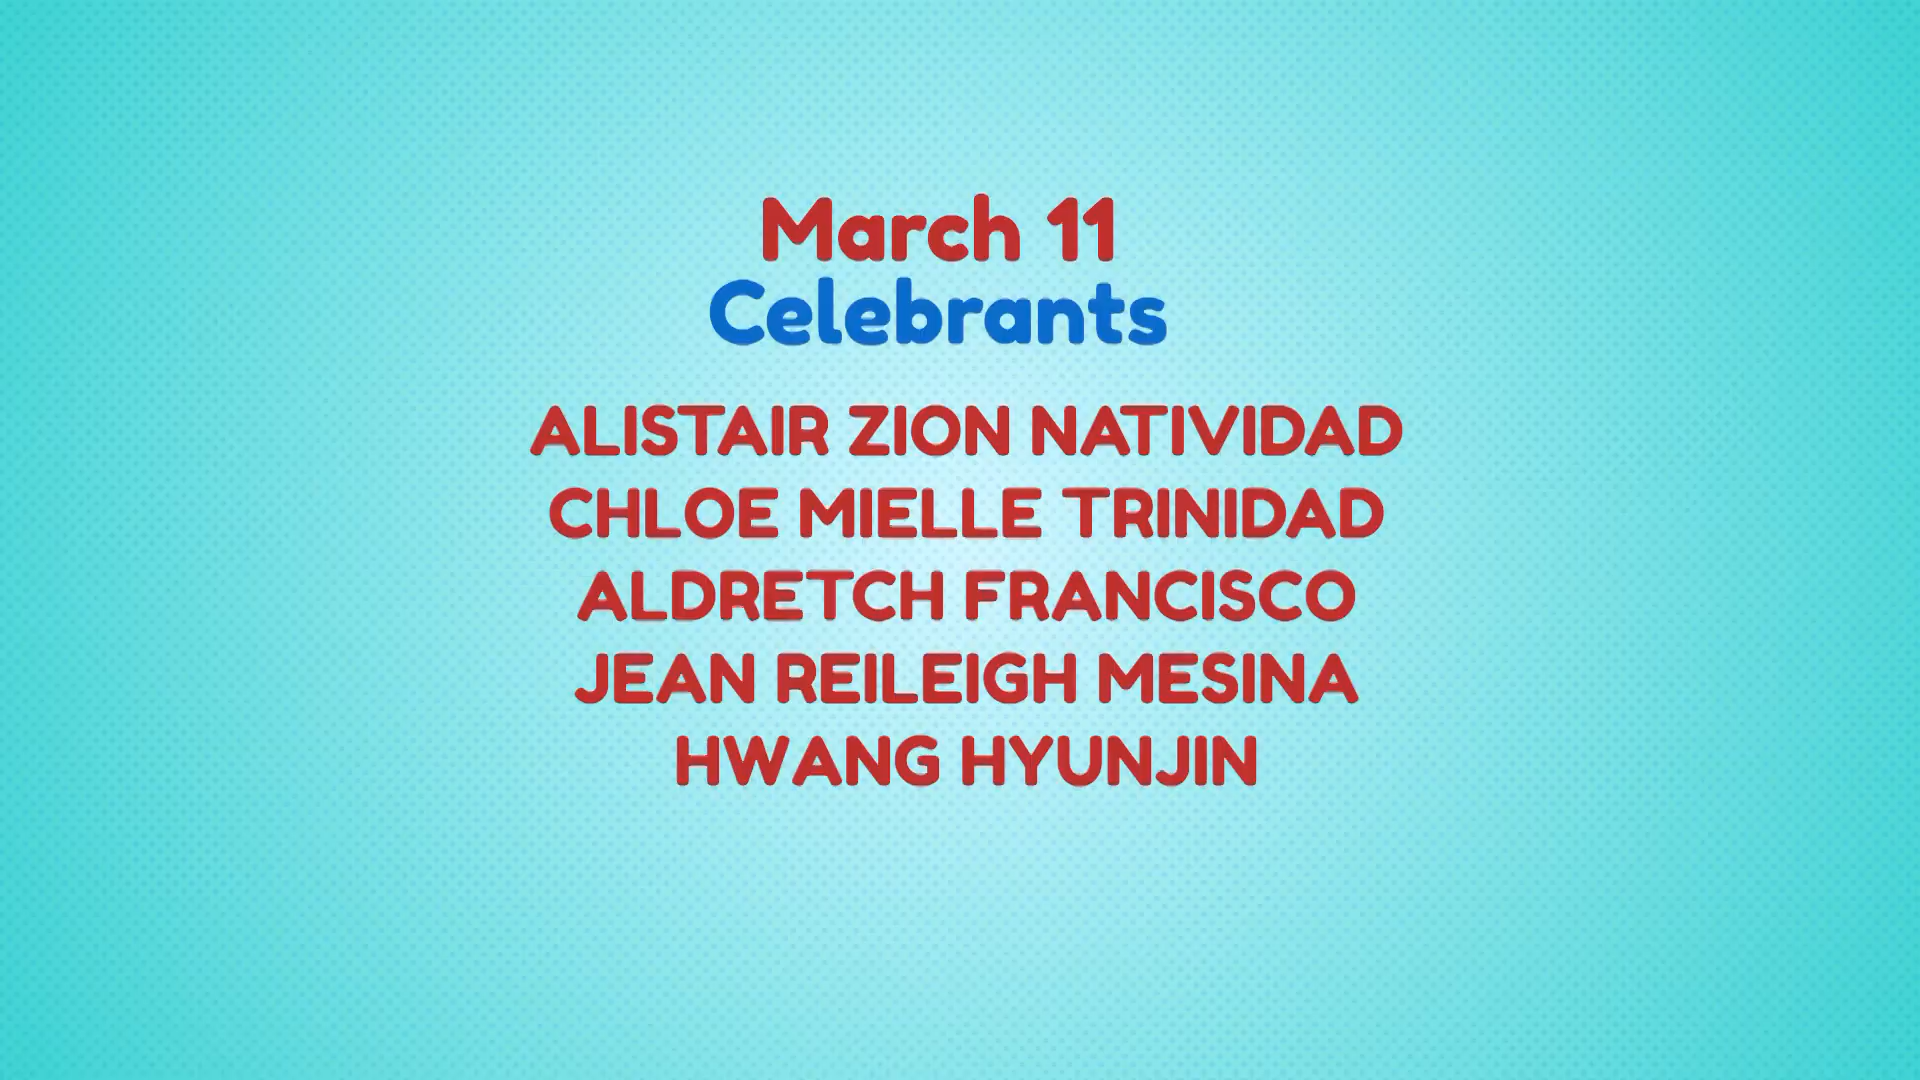 March 11
Celebrants
ALISTAIR ZION NATIVIDAD
CHLOE MIELLE TRINIDAD
ALDRETCH FRANCISCO
JEAN REILEIGH MESINA
HWANG HYUNJIN